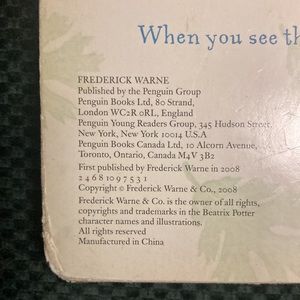 When you see th
FREDERICK WARNE
Published by the Penguin Group
Penguin Books Ltd, 80 Strand,
London WC2R 0RL, England
Penguin Young Readers Group, 345 Hudson Street,
New York, New York 10014 U.S.A
Penguin Books Canada Ltd, 10 Alcorn Avenue,
Toronto, Ontario, Canada M4V 3B2
First published by Frederick Warne in 2008
2 4 6 8 10 9 7 5 3 1
Copyright © Frederick Warne & Co., 2008
Frederick Warne & Co. is the owner of all rights,
copyrights and trademarks in the Beatrix Potter
character names and illustrations.
All rights reserved
Manufactured in China